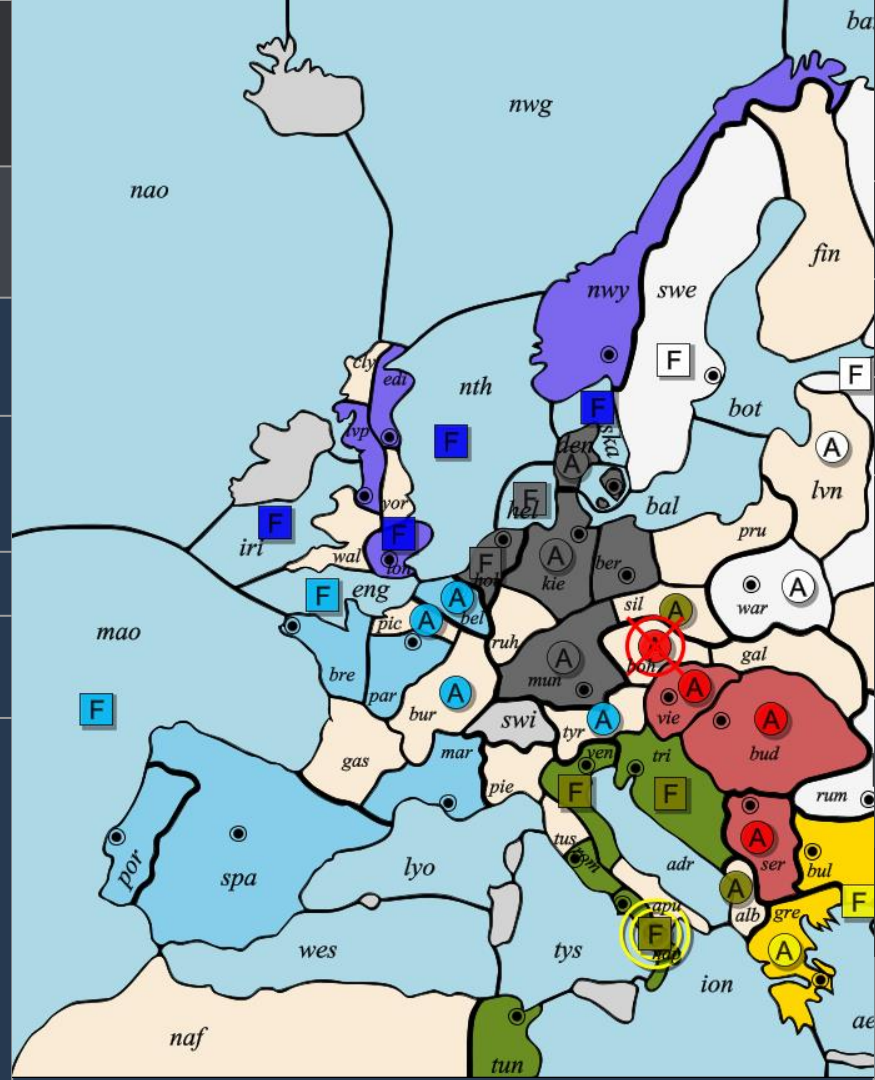 ba
nwg
nao
fin
nwy
swe
cly
edi
nth
F
F
bot
F
lvp
F
den
ska
A
A
lvn
yor
F
hel
bal
F
iri
F
wal
lon
F
hol
A
kie
ber
pru
war
A
F
eng
pic
A
A
bel
sil
A
mao
ruh
A
boh
gal
bre
par
mun
A
A
vie
F
bur
A
swi
tyr
A
A
bud
gas
mar
pie
ven
tri
F
F
rum
por
spa
lyo
tus
rom
adr
A
ser
bul
A
alb
gre
F
apu
F
nap
A
wes
tys
ion
naf
tun
ae